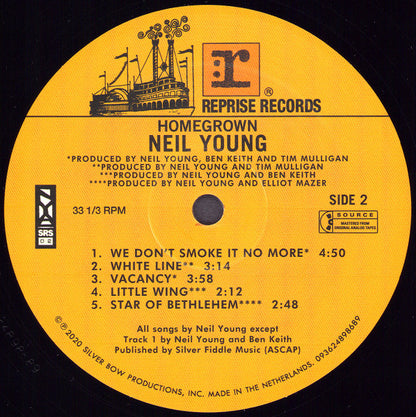 r
®
REPRISE RECORDS
HOMEGROWN
NEIL YOUNG
*PRODUCED BY NEIL YOUNG, BEN KEITH AND TIM MULLIGAN
**PRODUCED BY NEIL YOUNG AND TIM MULLIGAN
***PRODUCED BY NEIL YOUNG AND BEN KEITH
****PRODUCED BY NEIL YOUNG AND ELLIOT MAZER
SRS
33 1/3 RPM
SIDE 2
SOURCE
MASTERED FROM
ORIGINAL ANALOG TAPES
1. WE DON'T SMOKE IT NO MORE* 4:50
2. WHITE LINE** 3:14
3. VACANCY* 3:58
4. LITTLE WING*** 2:12
5. STAR OF BETHLEHEM**** 2:48
All songs by Neil Young except
Track 1 by Neil Young and Ben Keith
Published by Silver Fiddle Music (ASCAP)
©℗2020 SILVER BOW PRODUCTIONS, INC. MADE IN THE NETHERLANDS. 093624898689